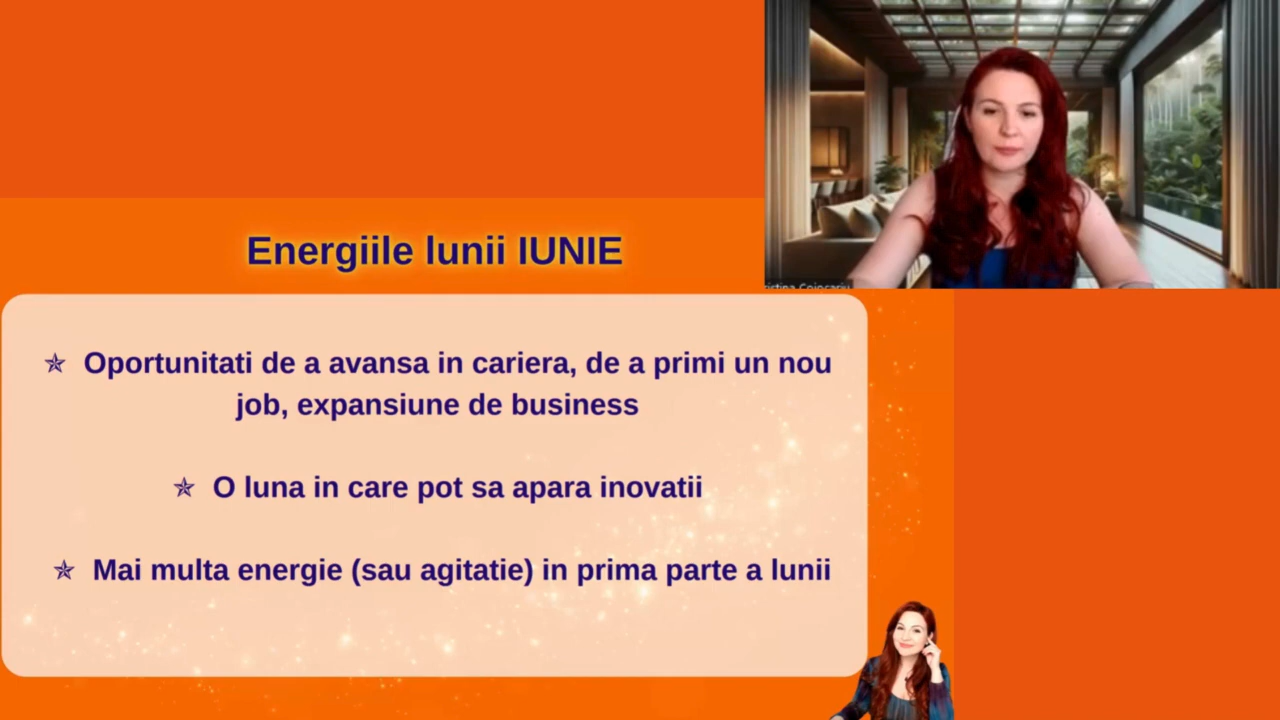 Energiile lunii IUNIE
✯ Oportunitati de a avansa in cariera, de a primi un nou
job, expansiune de business
✯ O luna in care pot sa apara inovatii
✯ Mai multa energie (sau agitatie) in prima parte a lunii